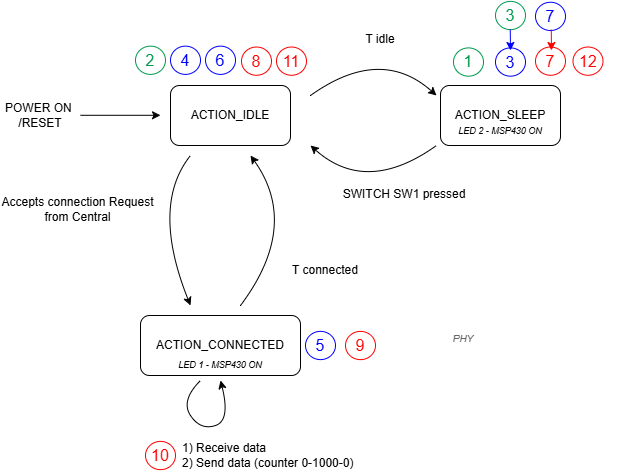 3 7
T idle
2 4 6 8 11
1 3 7 12
POWER ON
/RESET
ACTION_IDLE
ACTION_SLEEP
LED 2 - MSP430 ON
SWITCH SW1 pressed
Accepts connection Request
from Central
T connected
ACTION_CONNECTED
LED 1 - MSP430 ON
5 9
PHY
10
1) Receive data
2) Send data (counter 0-1000-0)